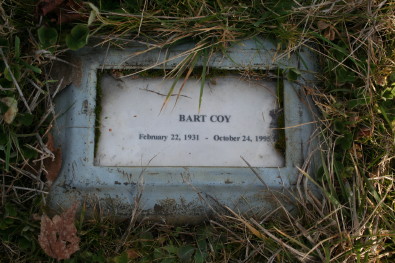 BART COY
February 22, 1931 - October 24,